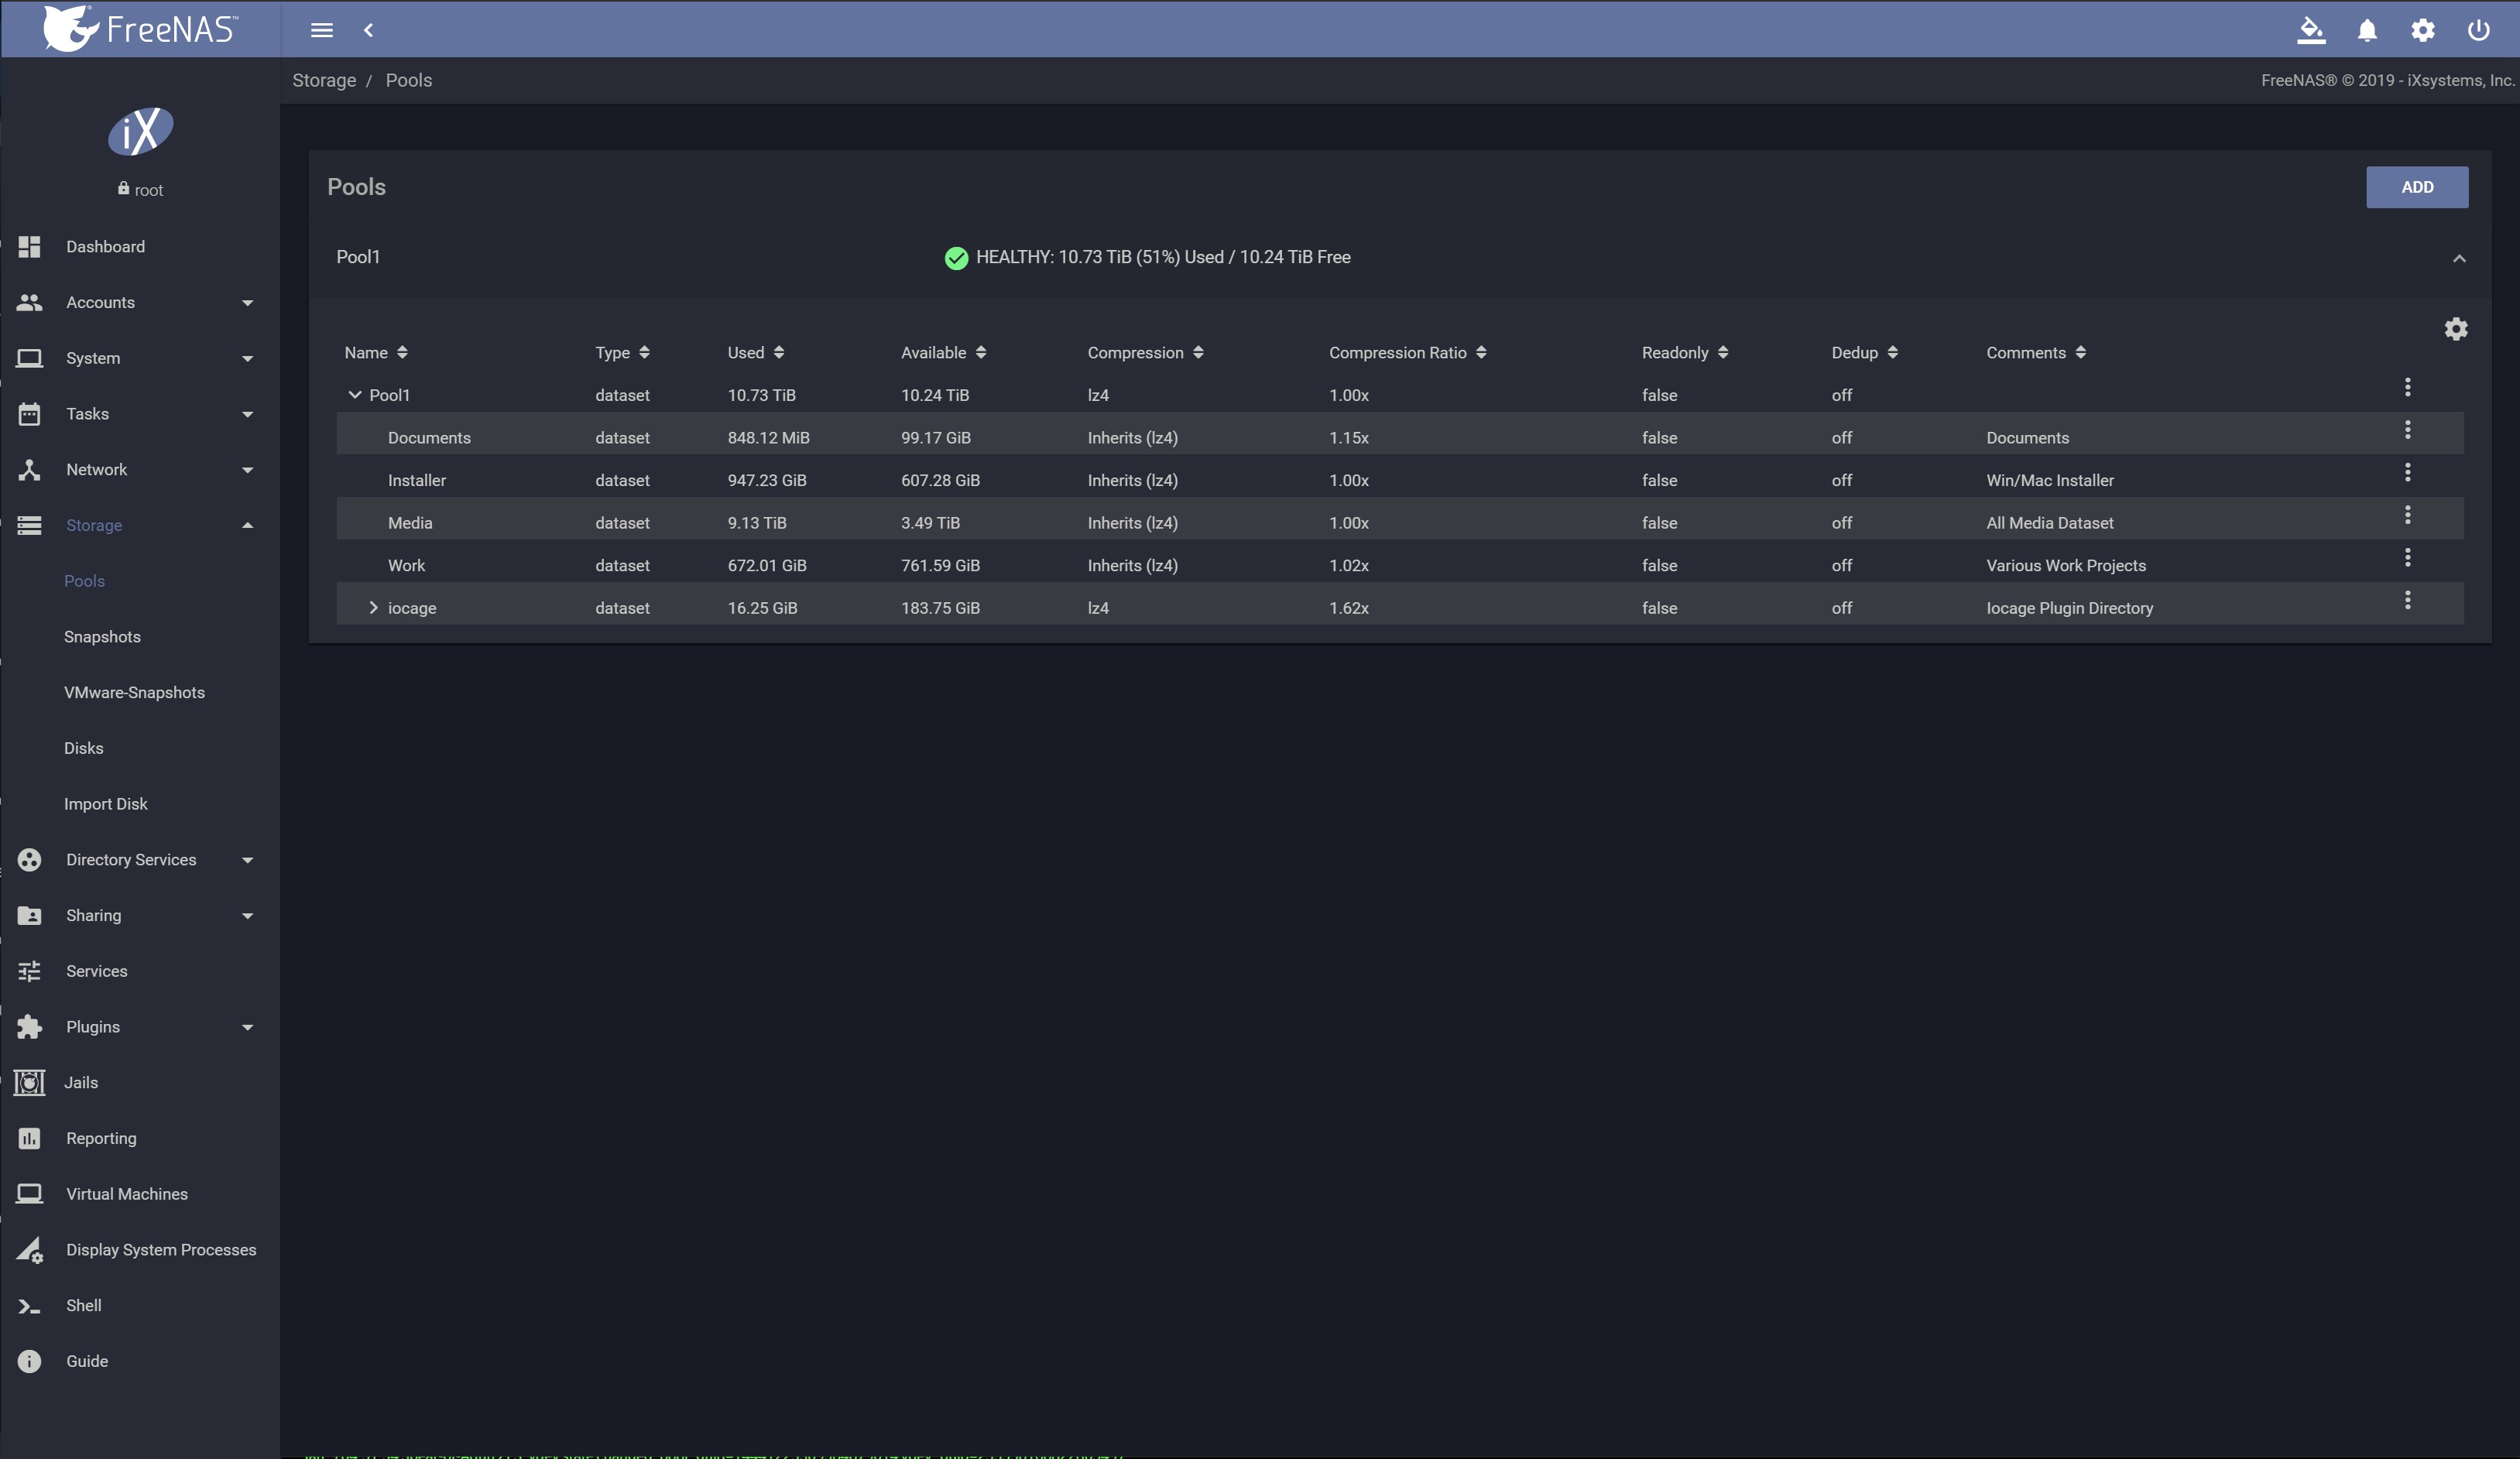 FreeNAS™
Storage / Pools
FreeNAS® © 2019 - iXsystems, Inc.
iX
root
Dashboard
Accounts
System
Tasks
Network
Storage
Pools
Snapshots
VMware-Snapshots
Disks
Import Disk
Directory Services
Sharing
Services
Plugins
Jails
Reporting
Virtual Machines
Display System Processes
Shell
Guide
Pools
ADD
Pool1 HEALTHY: 10.73 TiB (51%) Used / 10.24 TiB Free
Name Type Used Available Compression Compression Ratio Readonly Dedup Comments
Pool1 dataset 10.73 TiB 10.24 TiB lz4 1.00x false off
Documents dataset 848.12 MiB 99.17 GiB Inherits (lz4) 1.15x false off Documents
Installer dataset 947.23 GiB 607.28 GiB Inherits (lz4) 1.00x false off Win/Mac Installer
Media dataset 9.13 TiB 3.49 TiB Inherits (lz4) 1.00x false off All Media Dataset
Work dataset 672.01 GiB 761.59 GiB Inherits (lz4) 1.02x false off Various Work Projects
iocage dataset 16.25 GiB 183.75 GiB lz4 1.62x false off Iocage Plugin Directory